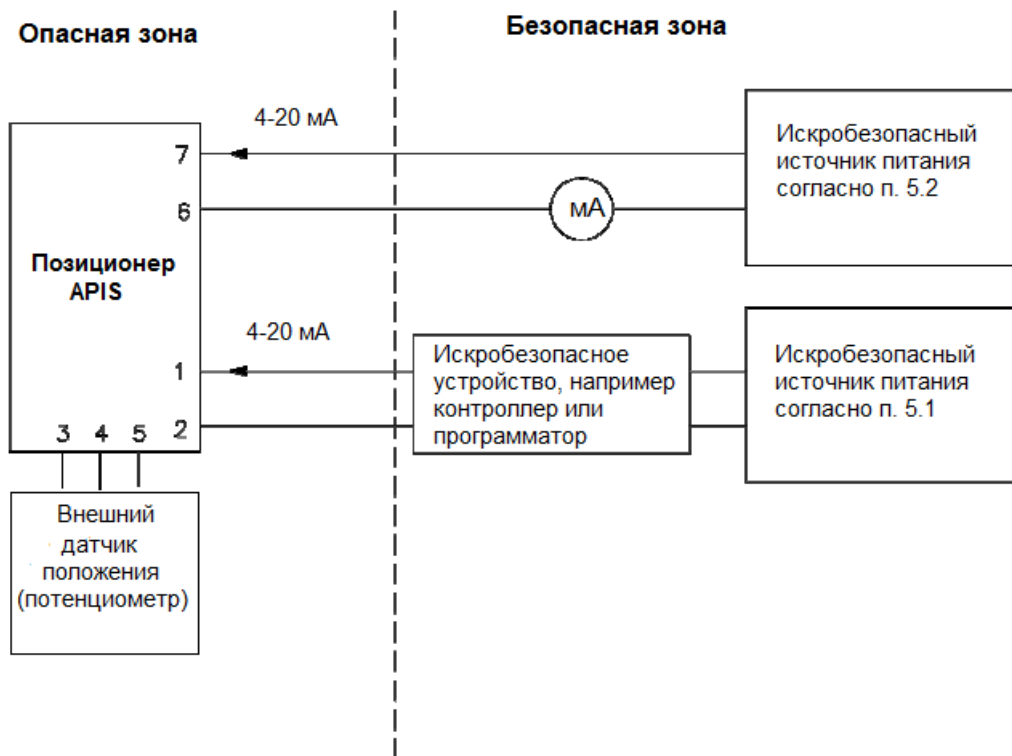 Опасная зона
Безопасная зона
4-20 мА
7
6
мА
Искробезопасный
источник питания
согласно п. 5.2
Позиционер
APIS
4-20 мА
1
2
3 4 5
Искробезопасное
устройство, например
контроллер или
программатор
Искробезопасный
источник питания
согласно п. 5.1
Внешний
датчик
положения
(потенциометр)